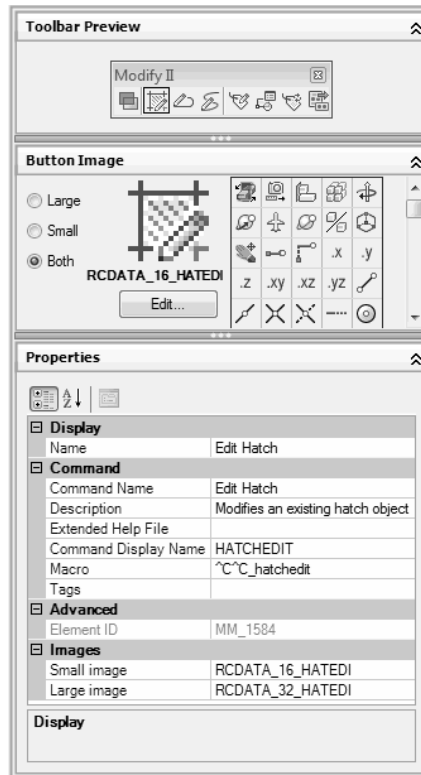 Toolbar Preview
Modify II
Button Image
Large
Small
Both
RCDATA_16_HATEDI
Edit...
.X .y
.Z .xy .xz .yz
Properties
Display
Name Edit Hatch
Command
Command Name Edit Hatch
Description Modifies an existing hatch object
Extended Help File
Command Display Name HATCHEDIT
Macro ^C^C_hatchedit
Tags
Advanced
Element ID MM_1584
Images
Small image RCDATA_16_HATEDI
Large image RCDATA_32_HATEDI
Display